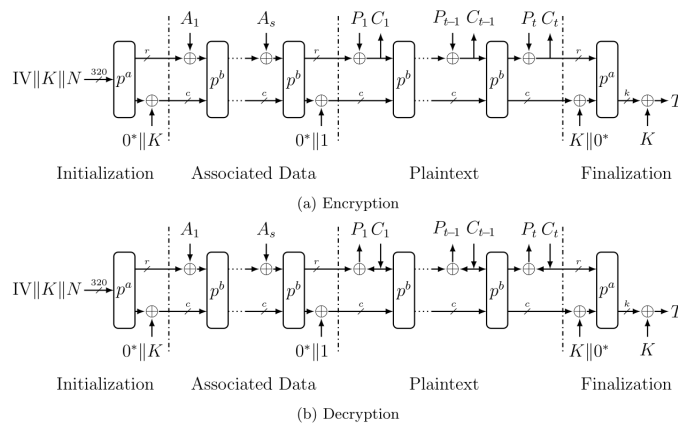 A₁ Aₛ P₁ C₁ Pₜ₋₁ Cₜ₋₁ Pₜ Cₜ
IV‖K‖N 320 pᵃ r pᵇ pᵇ r pᵇ pᵇ r pᵃ
c c c c c k T
0*‖K 0*‖1 K‖0* K
Initialization Associated Data Plaintext Finalization
(a) Encryption
A₁ Aₛ P₁ C₁ Pₜ₋₁ Cₜ₋₁ Pₜ Cₜ
IV‖K‖N 320 pᵃ r pᵇ pᵇ r pᵇ pᵇ r pᵃ
c c c c c k T
0*‖K 0*‖1 K‖0* K
Initialization Associated Data Plaintext Finalization
(b) Decryption